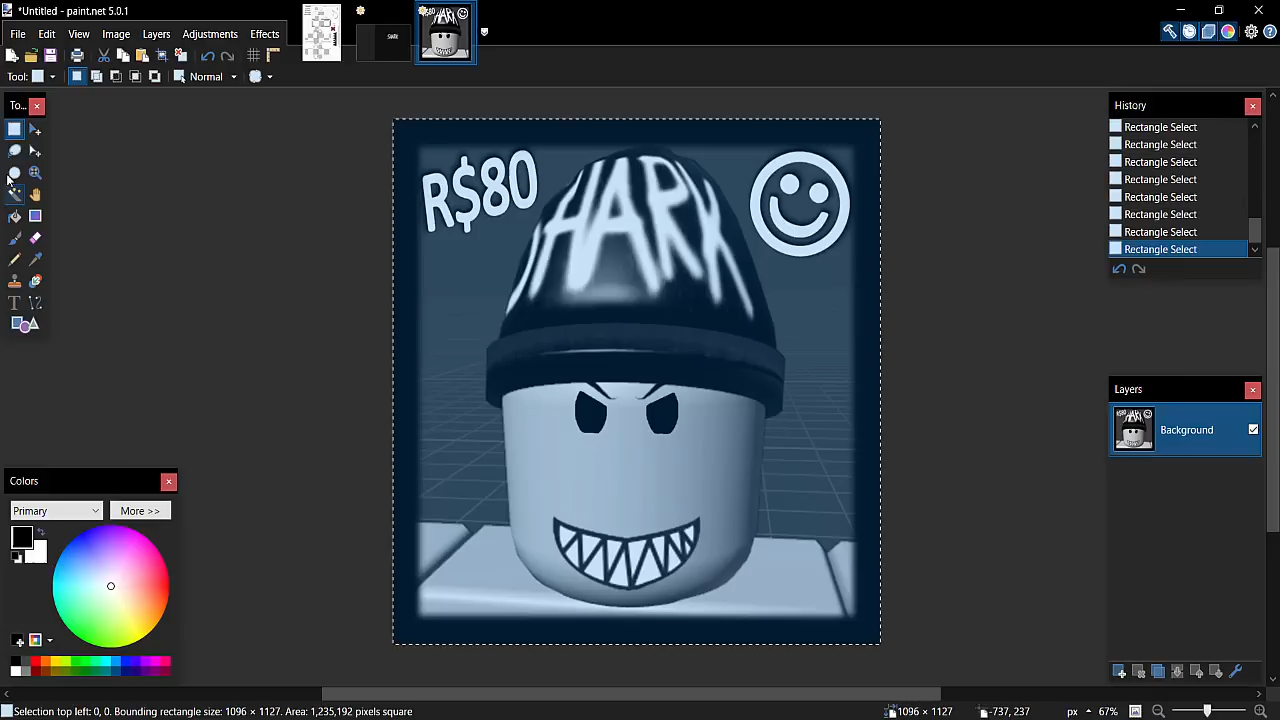 *Untitled - paint.net 5.0.1
File Edit View Image Layers Adjustments Effects
Tool: Normal
To...
History
Rectangle Select
Rectangle Select
Rectangle Select
Rectangle Select
Rectangle Select
Rectangle Select
Rectangle Select
Rectangle Select
R$80
SHARK
Layers
Background
Colors
Primary
More >>
Selection top left: 0, 0. Bounding rectangle size: 1096 × 1127. Area: 1,235,192 pixels square
1096 × 1127
-737, 237
px
67%